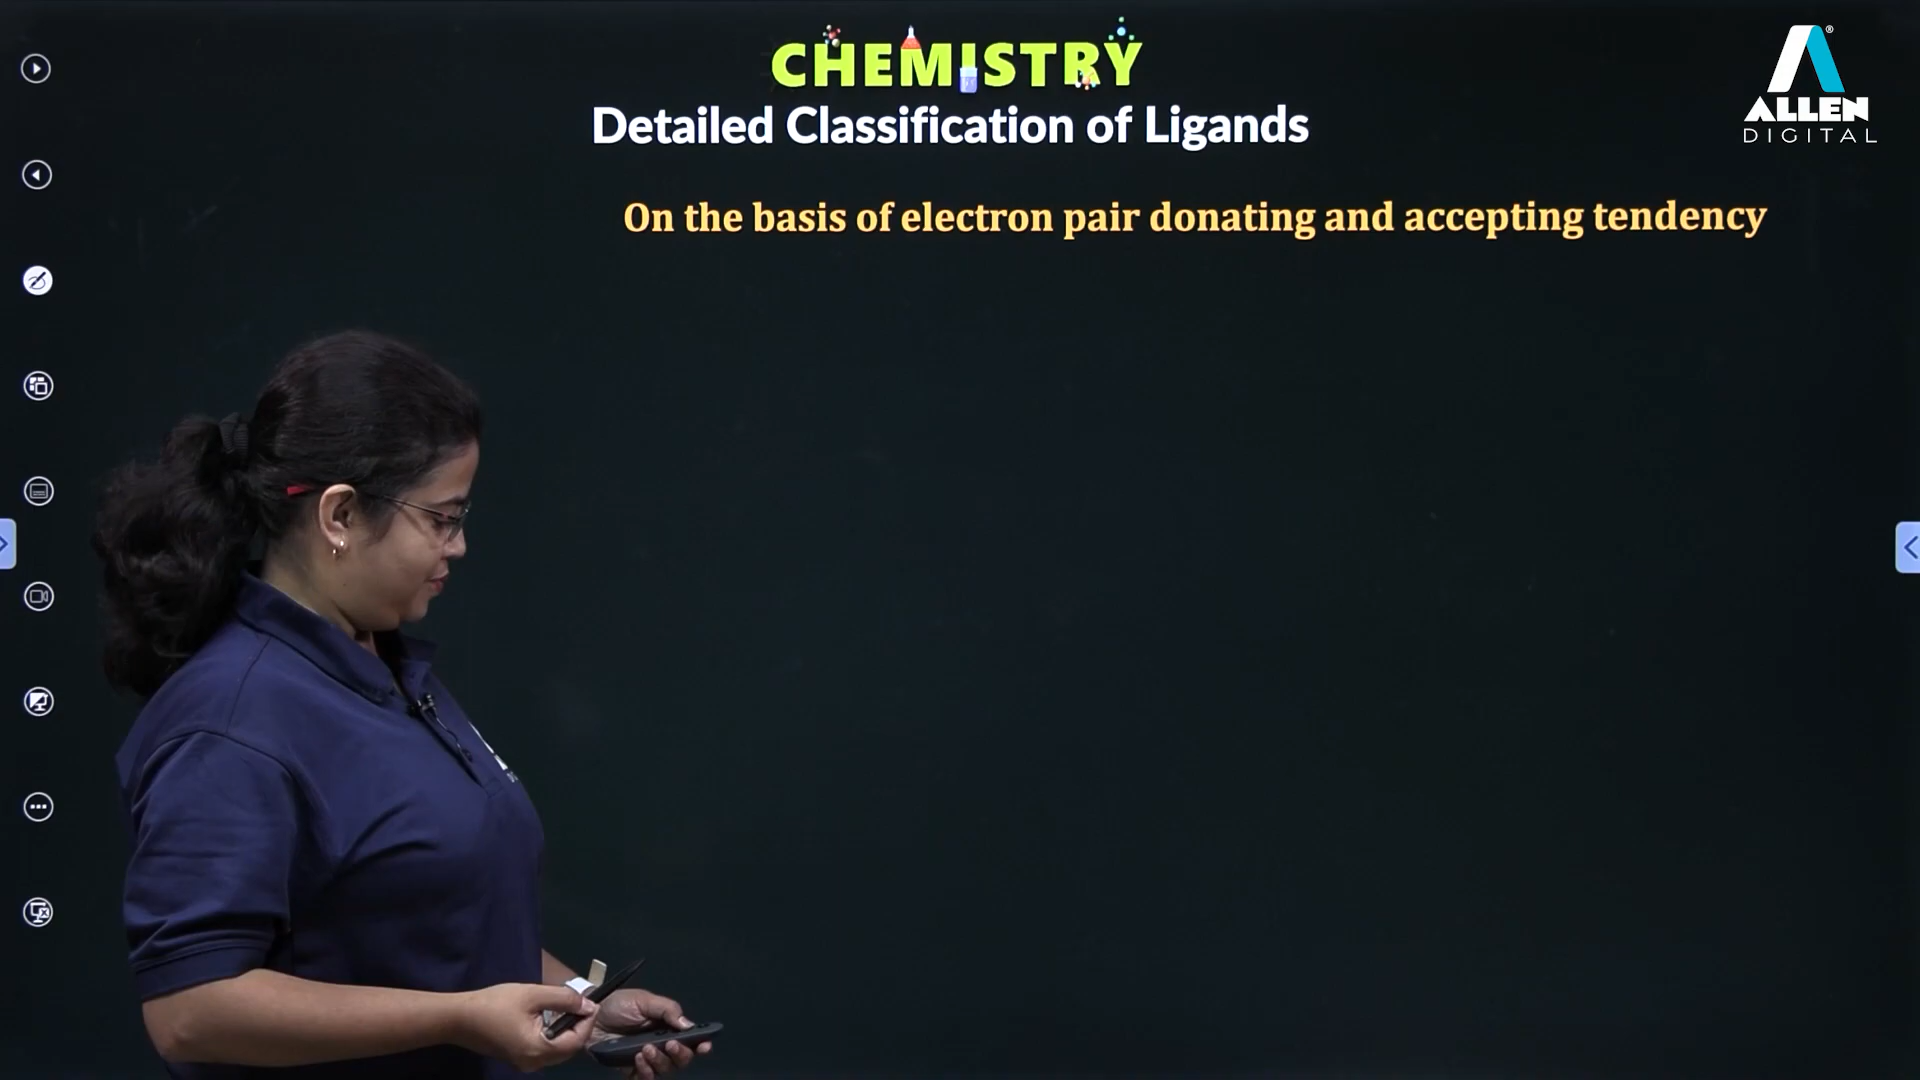 CHEMISTRY
Detailed Classification of Ligands
ALLEN
DIGITAL
On the basis of electron pair donating and accepting tendency